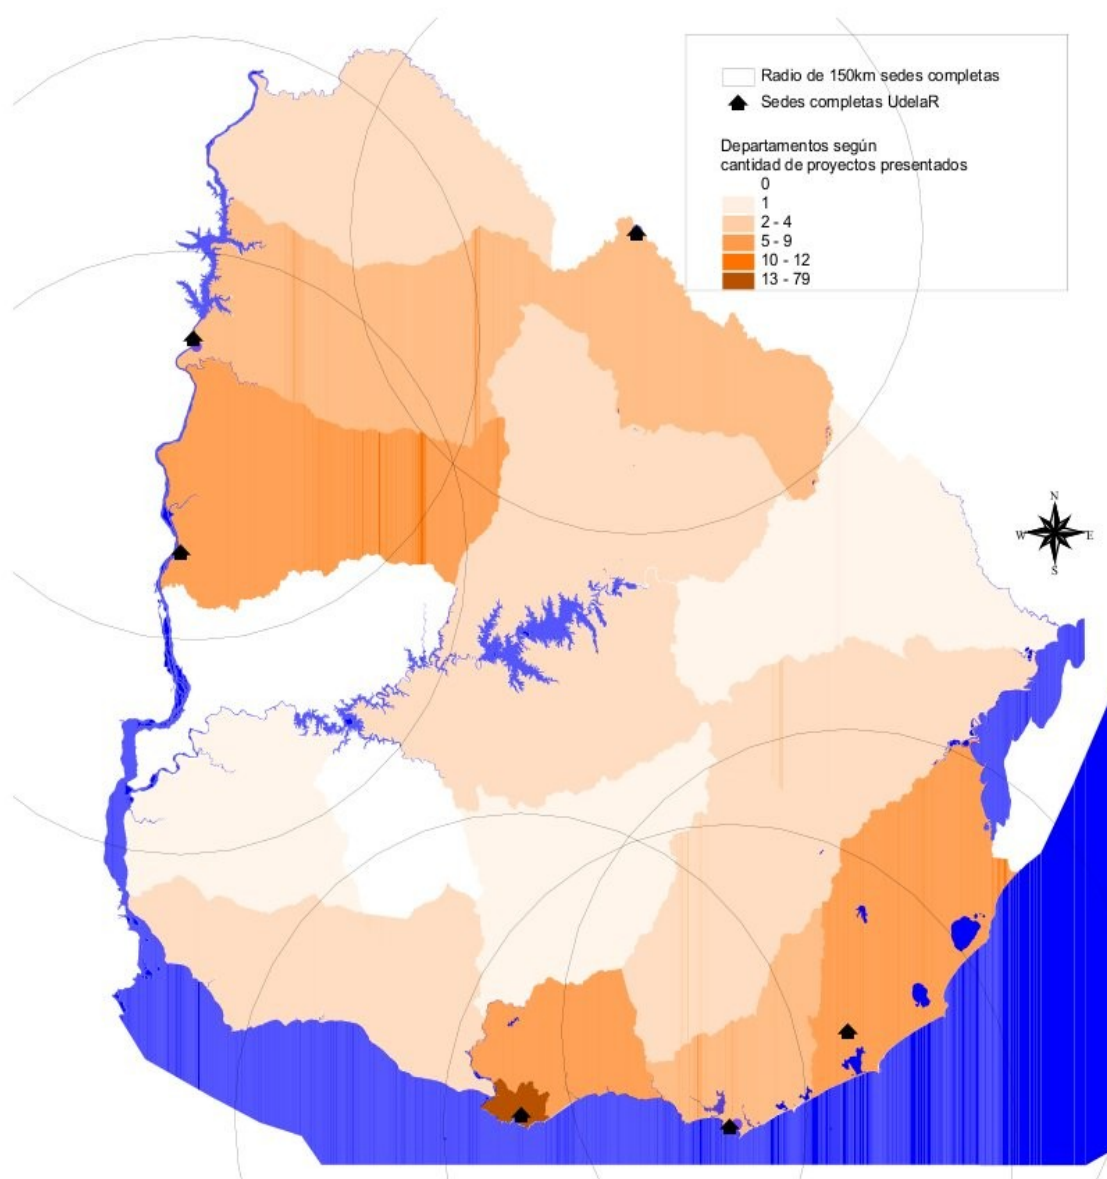 Radio de 150km sedes completas
Sedes completas UdelaR
Departamentos según
cantidad de proyectos presentados
0
1
2 - 4
5 - 9
10 - 12
13 - 79
N
W E
S